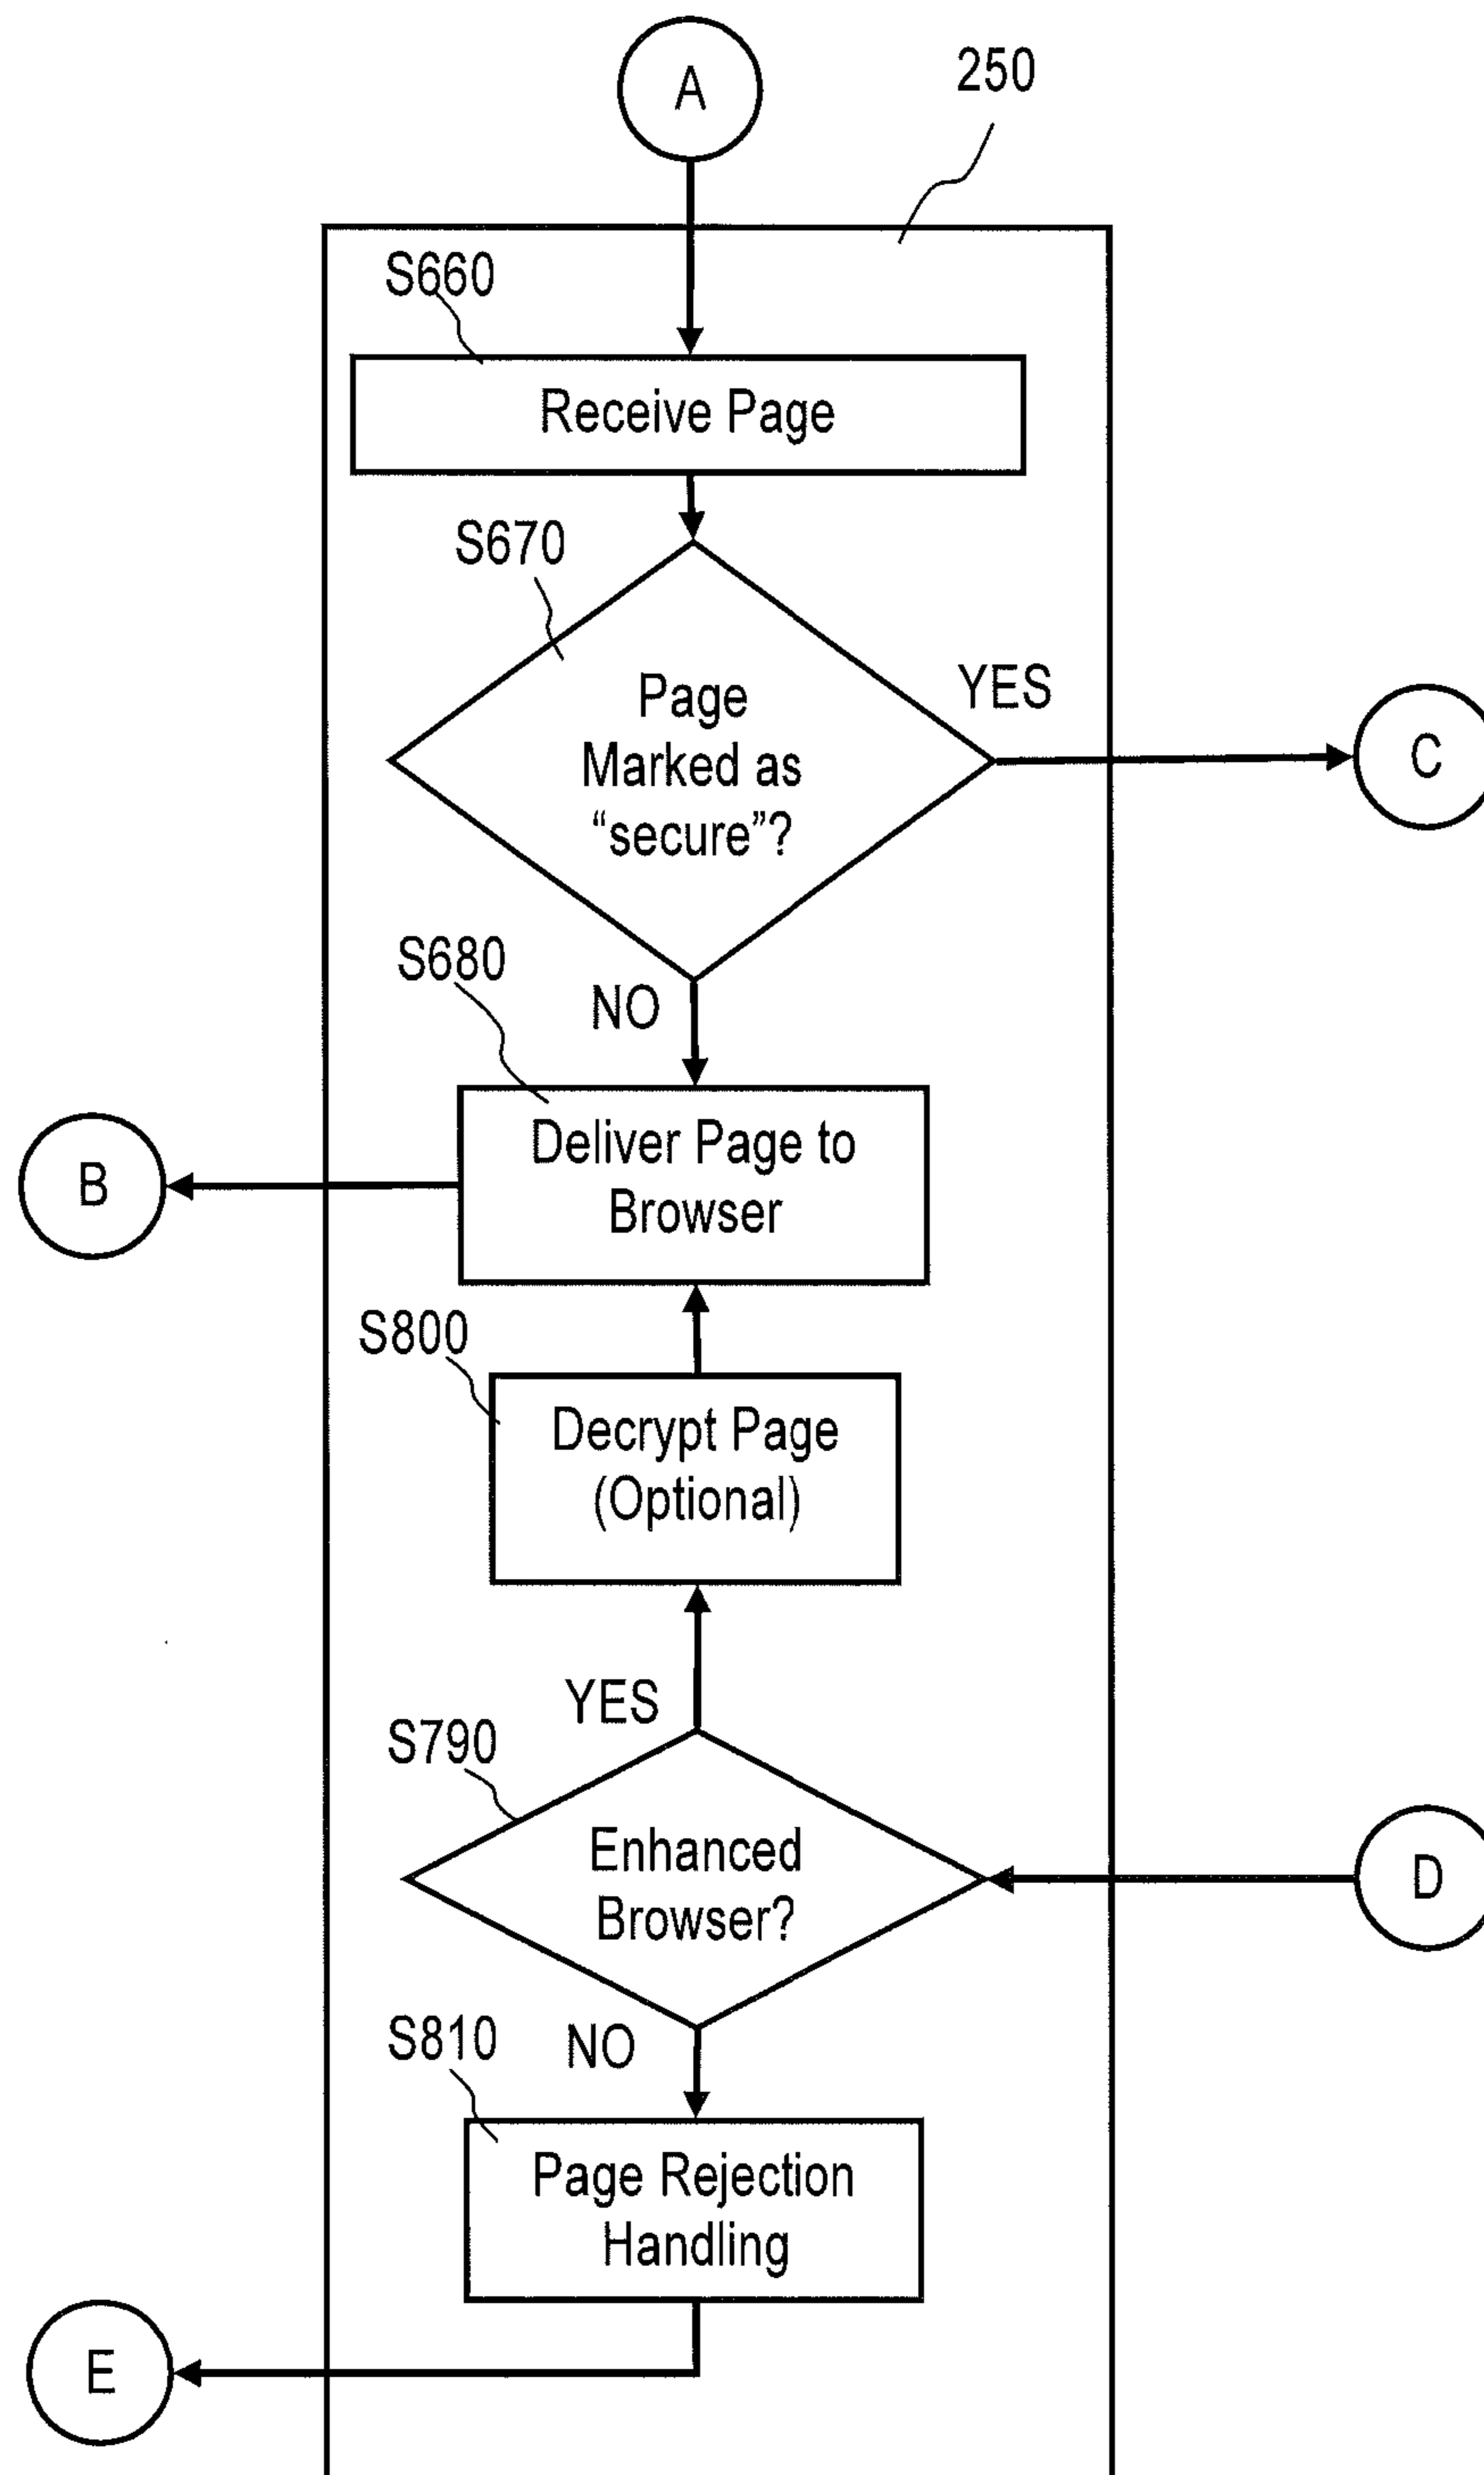 A
250
S660
Receive Page
S670
Page
Marked as
“secure”?
YES
C
S680
NO
Deliver Page to
Browser
B
S800
Decrypt Page
(Optional)
YES
S790
Enhanced
Browser?
D
S810
NO
Page Rejection
Handling
E